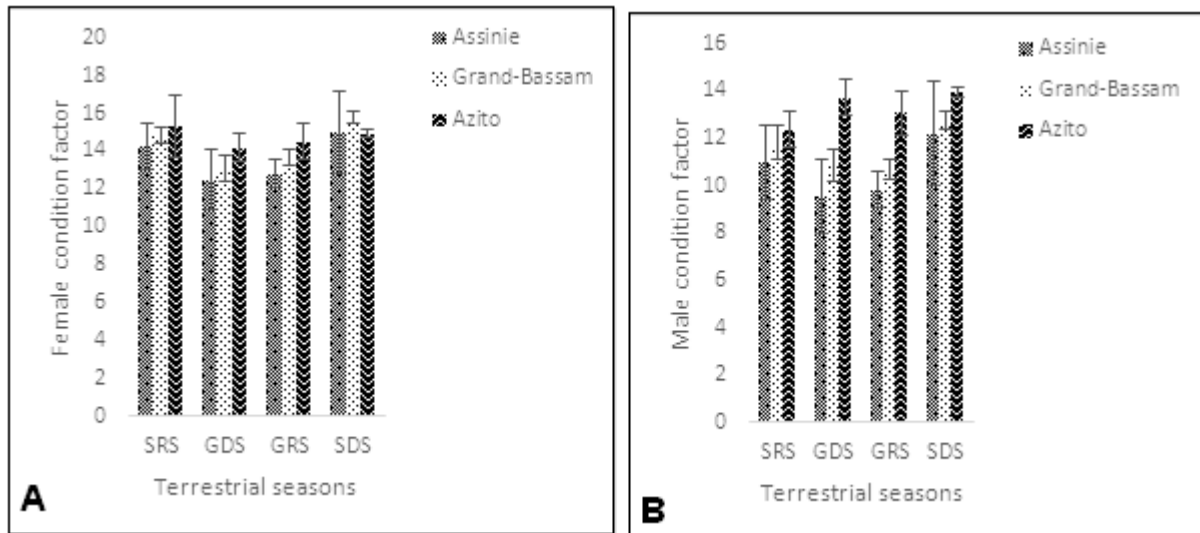 20
18
16
14
12
10
8
6
4
2
0
Female condition factor
SRS GDS GRS SDS
Terrestrial seasons
Assinie
Grand-Bassam
Azito
A
16
14
12
10
8
6
4
2
0
Male condition factor
SRS GDS GRS SDS
Terrestrial seasons
Assinie
Grand-Bassam
Azito
B